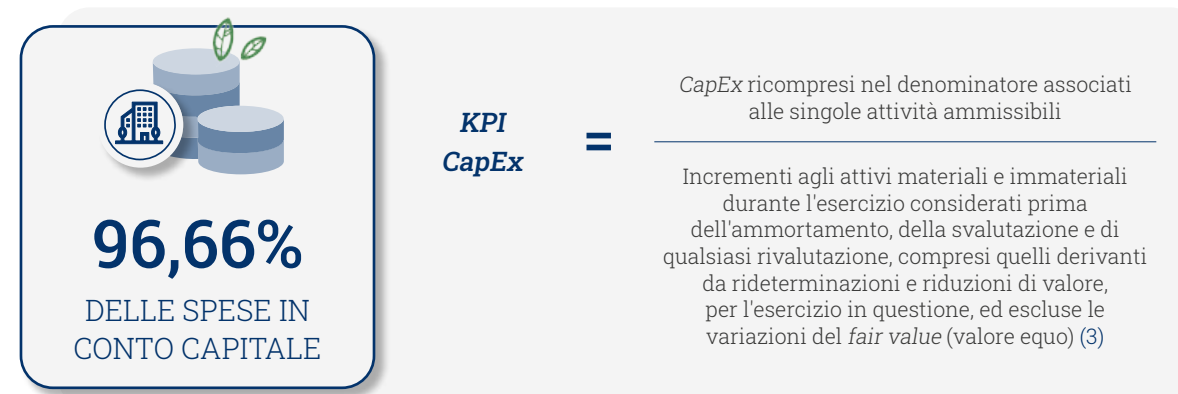 96,66%
DELLE SPESE IN
CONTO CAPITALE
KPI
CapEx
=
CapEx ricompresi nel denominatore associati
alle singole attività ammissibili
Incrementi agli attivi materiali e immateriali
durante l'esercizio considerati prima
dell'ammortamento, della svalutazione e di
qualsiasi rivalutazione, compresi quelli derivanti
da rideterminazioni e riduzioni di valore,
per l'esercizio in questione, ed escluse le
variazioni del fair value (valore equo) (3)